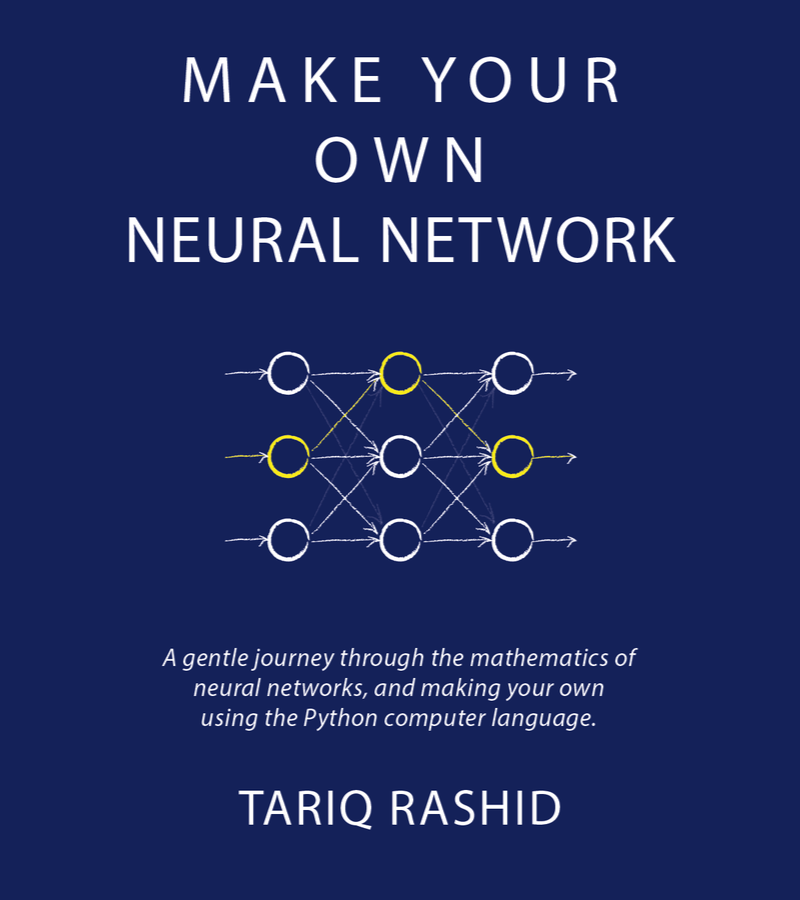 MAKE YOUR
OWN
NEURAL NETWORK
A gentle journey through the mathematics of
neural networks, and making your own
using the Python computer language.
TARIQ RASHID